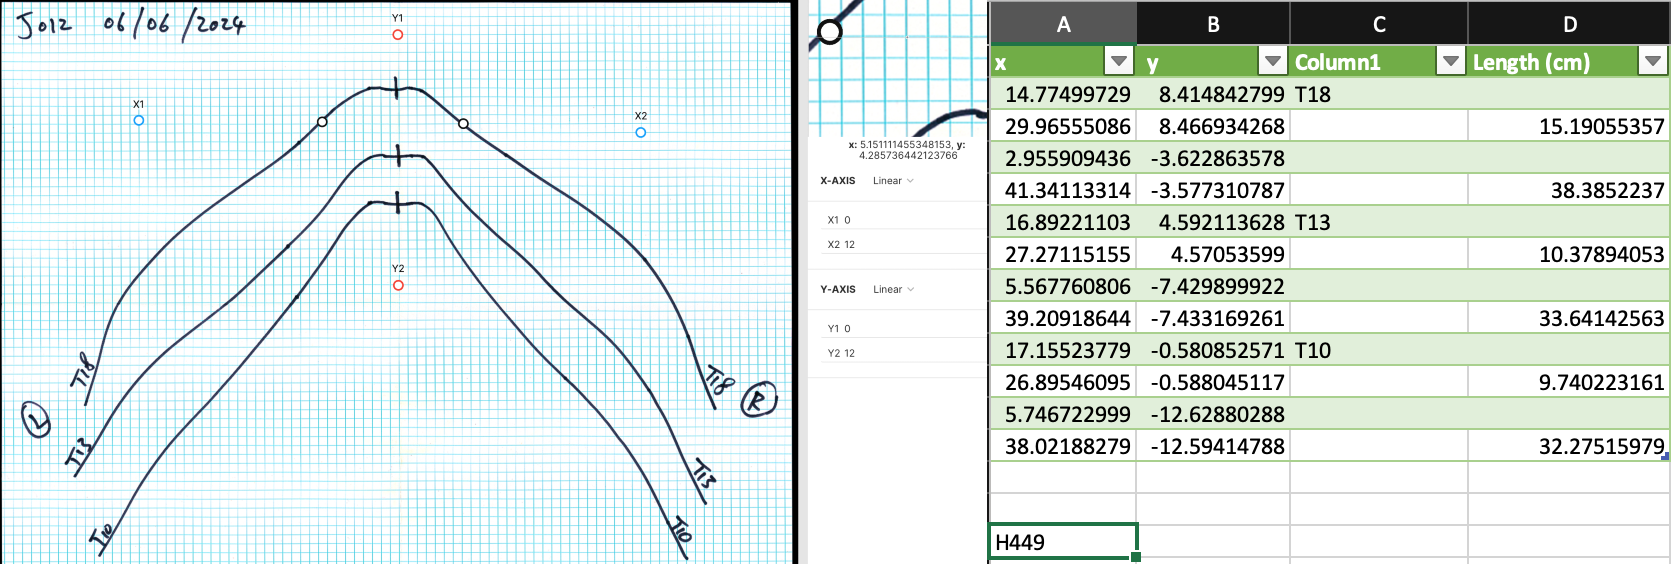 J012 06/06/2024
Y1
X1
X2
Y2
T18
T18
L
R
T13
T13
T10
T10
x: 5.151111455348153, y:
4.285736442123766
X-AXIS Linear
X1 0
X2 12
Y-AXIS Linear
Y1 0
Y2 12
A B C D
x y Column1 Length (cm)
14.77499729 8.414842799 T18
29.96555086 8.466934268 15.19055357
2.955909436 -3.622863578
41.34113314 -3.577310787 38.3852237
16.89221103 4.592113628 T13
27.27115155 4.57053599 10.37894053
5.567760806 -7.429899922
39.20918644 -7.433169261 33.64142563
17.15523779 -0.580852571 T10
26.89546095 -0.588045117 9.740223161
5.746722999 -12.62880288
38.02188279 -12.59414788 32.27515979
H449